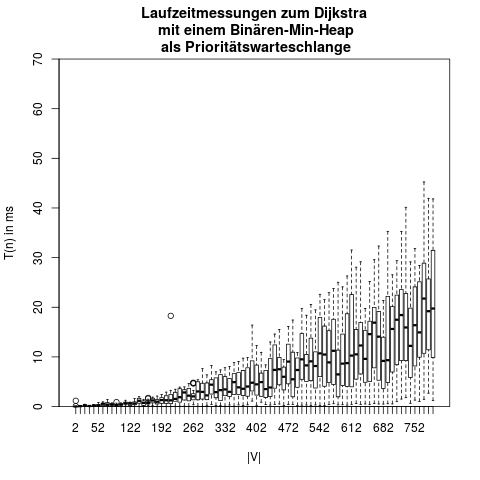 Laufzeitmessungen zum Dijkstra
mit einem Binären-Min-Heap
als Prioritätswarteschlange
70
60
50
40
30
20
10
0
T(n) in ms
2 52 122 192 262 332 402 472 542 612 682 752
|V|